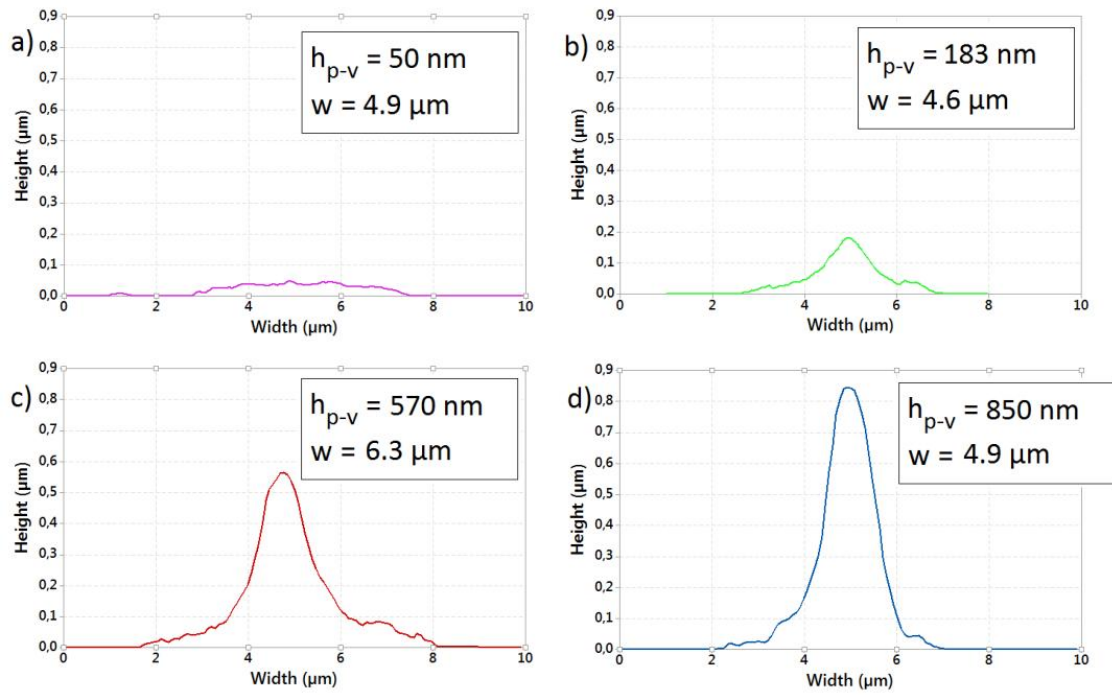 a)
h_p-v = 50 nm
w = 4.9 µm
0,9
0,8
0,7
0,6
0,5
0,4
0,3
0,2
0,1
0,0
Height (µm)
0 2 4 6 8 10
Width (µm)
b)
h_p-v = 183 nm
w = 4.6 µm
0,9
0,8
0,7
0,6
0,5
0,4
0,3
0,2
0,1
0,0
Height (µm)
0 2 4 6 8 10
Width (µm)
c)
h_p-v = 570 nm
w = 6.3 µm
0,9
0,8
0,7
0,6
0,5
0,4
0,3
0,2
0,1
0,0
Height (µm)
0 2 4 6 8 10
Width (µm)
d)
h_p-v = 850 nm
w = 4.9 µm
0,9
0,8
0,7
0,6
0,5
0,4
0,3
0,2
0,1
0,0
Height (µm)
0 2 4 6 8 10
Width (µm)